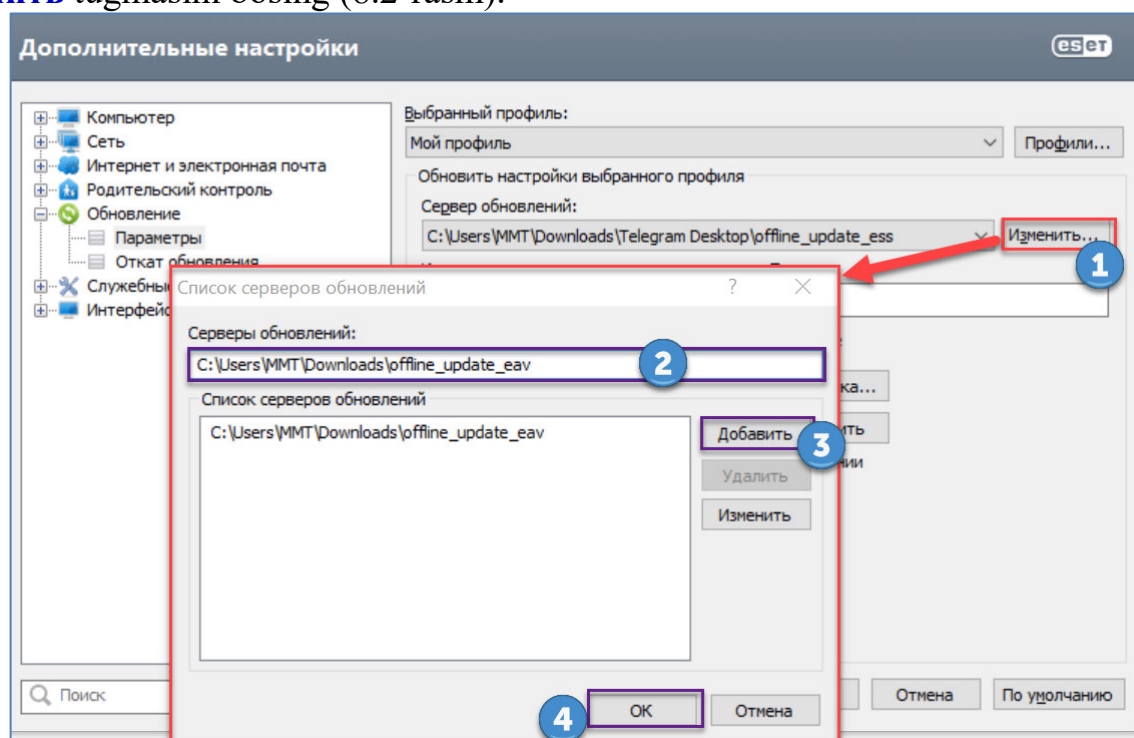 tugmasini bosing (8.2-rasm).
Дополнительные настройки
eseT
Компьютер
Сеть
Интернет и электронная почта
Родительский контроль
Обновление
Параметры
Откат обновления
Интерфейс
Выбранный профиль:
Мой профиль
Профили...
Обновить настройки выбранного профиля
Сервер обновлений:
C:\Users\MMT\Downloads\Telegram Desktop\offline_update_ess
Изменить...
1
Список серверов обновлений
? ×
Серверы обновлений:
C:\Users\MMT\Downloads\offline_update_eav
2
Список серверов обновлений
C:\Users\MMT\Downloads\offline_update_eav
Добавить
3
Удалить
Изменить
4
OK
Отмена
Поиск
Отмена
По умолчанию